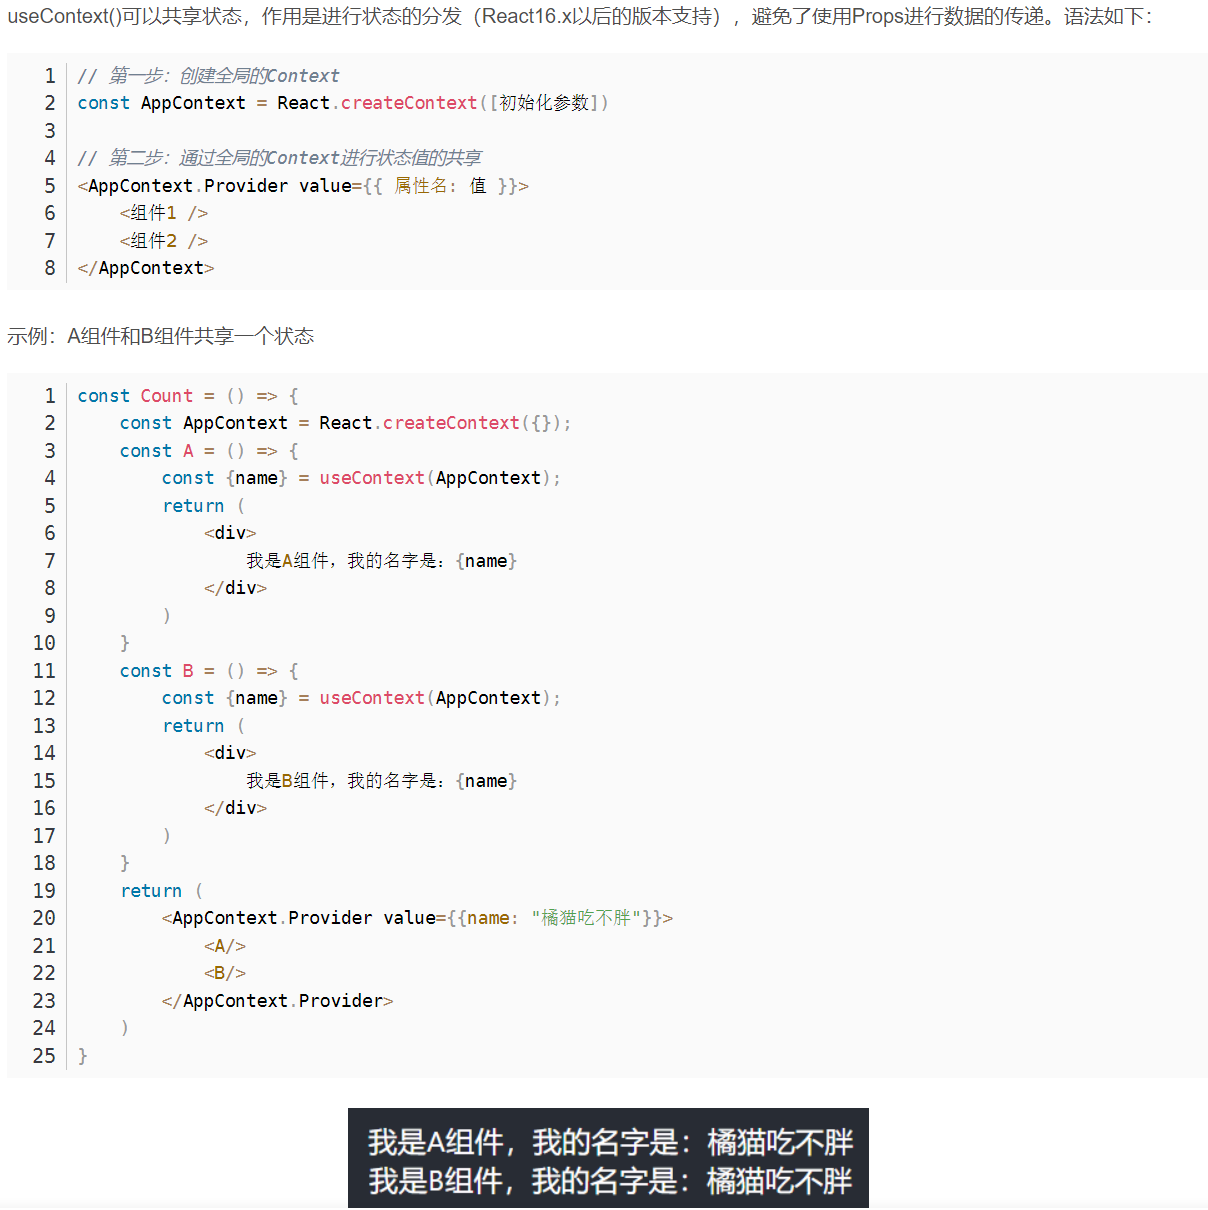 useContext()可以共享状态，作用是进行状态的分发（React16.x以后的版本支持），避免了使用Props进行数据的传递。语法如下：
1 // 第一步：创建全局的Context
2 const AppContext = React.createContext([初始化参数])
3
4 // 第二步：通过全局的Context进行状态值的共享
5 <AppContext.Provider value={{ 属性名: 值 }}>
6     <组件1 />
7     <组件2 />
8 </AppContext>
示例：A组件和B组件共享一个状态
1 const Count = () => {
2     const AppContext = React.createContext({});
3     const A = () => {
4         const {name} = useContext(AppContext);
5         return (
6             <div>
7                 我是A组件，我的名字是：{name}
8             </div>
9         )
10     }
11     const B = () => {
12         const {name} = useContext(AppContext);
13         return (
14             <div>
15                 我是B组件，我的名字是：{name}
16             </div>
17         )
18     }
19     return (
20         <AppContext.Provider value={{name: "橘猫吃不胖"}}>
21             <A/>
22             <B/>
23         </AppContext.Provider>
24     )
25 }
我是A组件，我的名字是：橘猫吃不胖
我是B组件，我的名字是：橘猫吃不胖